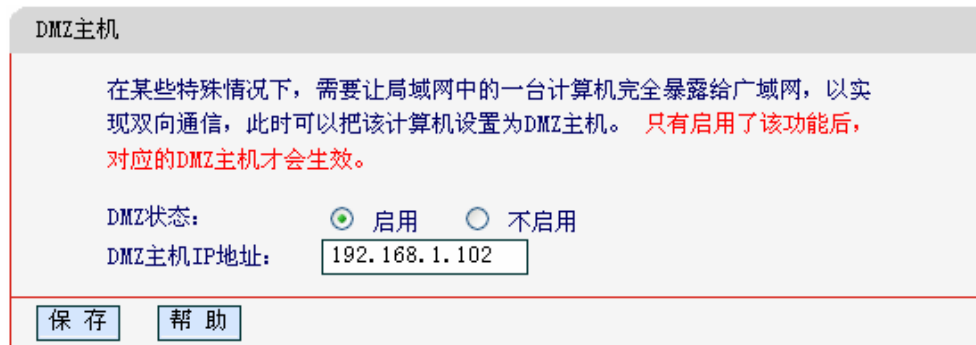 DMZ主机
在某些特殊情况下，需要让局域网中的一台计算机完全暴露给广域网，以实
现双向通信，此时可以把该计算机设置为DMZ主机。 只有启用了该功能后，
对应的DMZ主机才会生效。
DMZ状态： 启用 不启用
DMZ主机IP地址： 192.168.1.102
保 存 帮 助